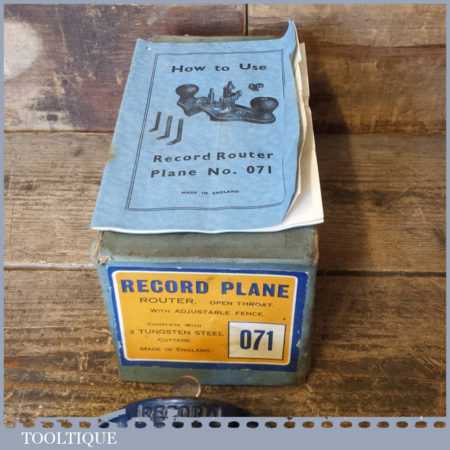 How to Use
Record Router
Plane No. 071
MADE IN ENGLAND
RECORD PLANE
ROUTER. OPEN THROAT.
WITH ADJUSTABLE FENCE.
COMPLETE WITH
3 TUNGSTEN STEEL
CUTTERS.
MADE IN ENGLAND.
071
RECORD
TOOLTIQUE